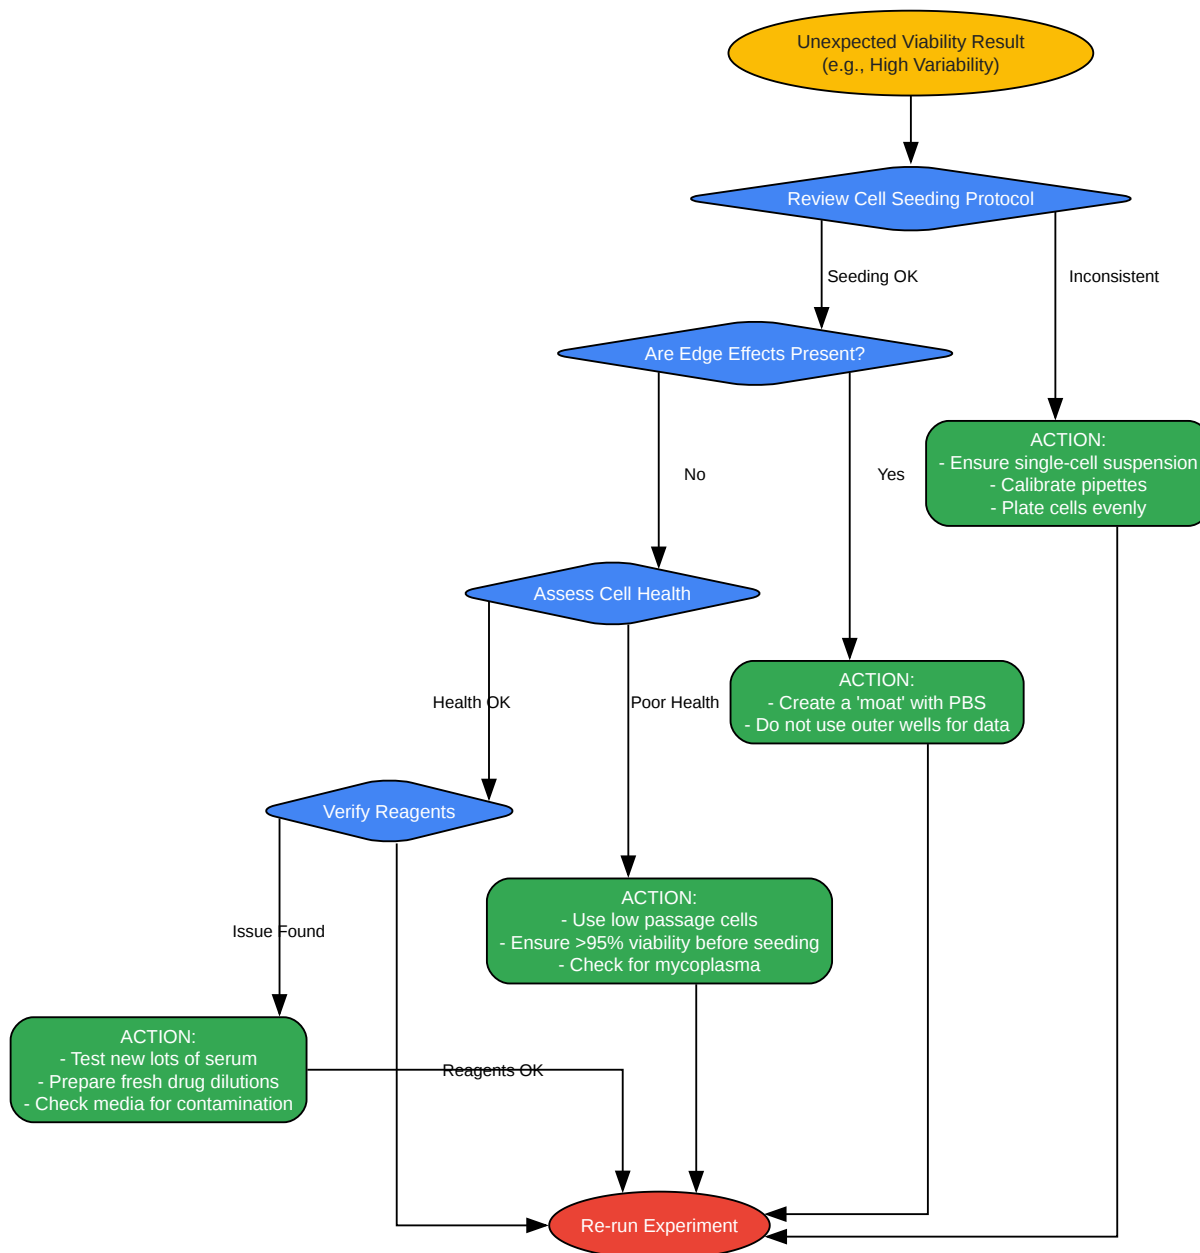 Unexpected Viability Result
(e.g., High Variability)
Review Cell Seeding Protocol
Seeding OK
Inconsistent
Are Edge Effects Present?
ACTION:
- Ensure single-cell suspension
- Calibrate pipettes
- Plate cells evenly
No
Yes
Assess Cell Health
ACTION:
- Create a 'moat' with PBS
- Do not use outer wells for data
Health OK
Poor Health
Verify Reagents
ACTION:
- Use low passage cells
- Ensure >95% viability before seeding
- Check for mycoplasma
Issue Found
ACTION:
- Test new lots of serum
- Prepare fresh drug dilutions
- Check media for contamination
Reagents OK
Re-run Experiment